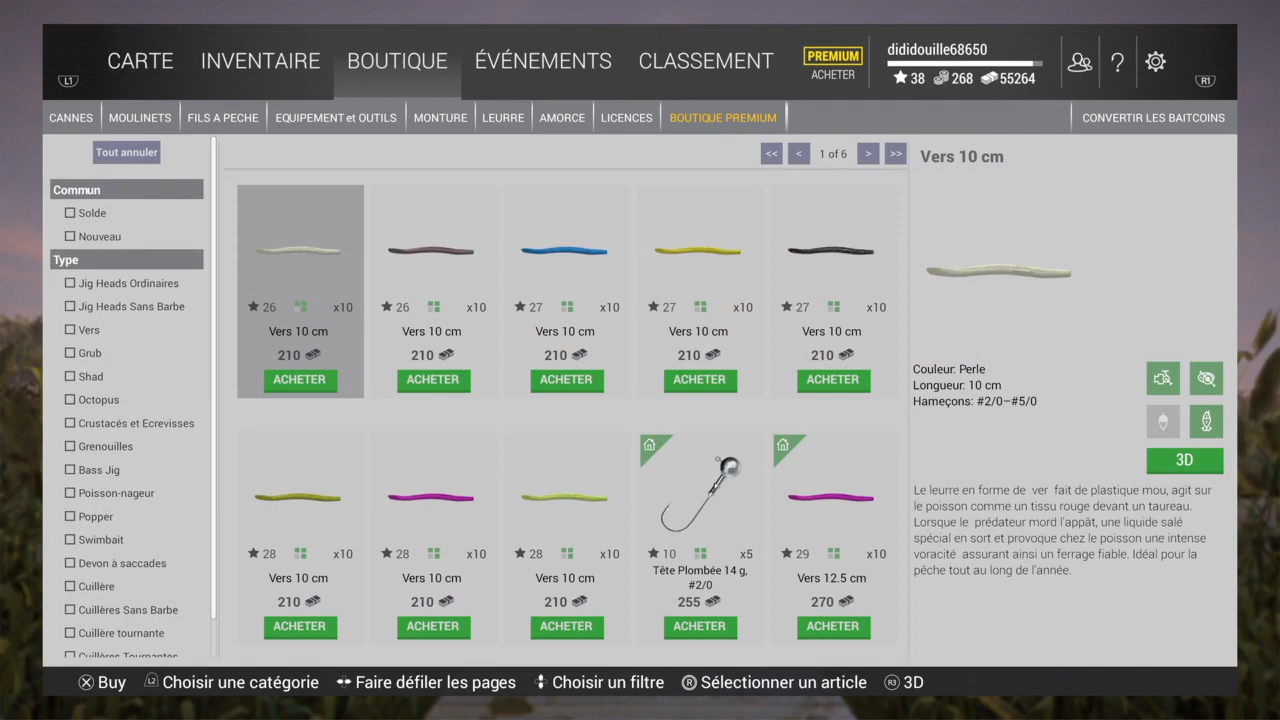 CARTE INVENTAIRE BOUTIQUE ÉVÉNEMENTS CLASSEMENT
PREMIUM
ACHETER
dididouille68650
38 268 55264
?
L1
R1
CANNES MOULINETS FILS A PECHE EQUIPEMENT et OUTILS MONTURE LEURRE AMORCE LICENCES BOUTIQUE PREMIUM CONVERTIR LES BAITCOINS
Tout annuler
Commun
Solde
Nouveau
Type
Jig Heads Ordinaires
Jig Heads Sans Barbe
Vers
Grub
Shad
Octopus
Crustacés et Ecrevisses
Grenouilles
Bass Jig
Poisson-nageur
Popper
Swimbait
Devon à saccades
Cuillère
Cuillères Sans Barbe
Cuillère tournante
Cuillères Tournantes
<< < 1 of 6 > >>
26 x10
Vers 10 cm
210
ACHETER
26 x10
Vers 10 cm
210
ACHETER
27 x10
Vers 10 cm
210
ACHETER
27 x10
Vers 10 cm
210
ACHETER
27 x10
Vers 10 cm
210
ACHETER
28 x10
Vers 10 cm
210
ACHETER
28 x10
Vers 10 cm
210
ACHETER
28 x10
Vers 10 cm
210
ACHETER
10 x5
Tête Plombée 14 g,
#2/0
255
ACHETER
29 x10
Vers 12.5 cm
270
ACHETER
Vers 10 cm
Couleur: Perle
Longueur: 10 cm
Hameçons: #2/0–#5/0
3D
Le leurre en forme de ver fait de plastique mou, agit sur
le poisson comme un tissu rouge devant un taureau.
Lorsque le prédateur mord l'appât, une liquide salé
spécial en sort et provoque chez le poisson une intense
voracité assurant ainsi un ferrage fiable. Idéal pour la
pêche tout au long de l'année.
Buy L2 Choisir une catégorie Faire défiler les pages Choisir un filtre R Sélectionner un article R3 3D